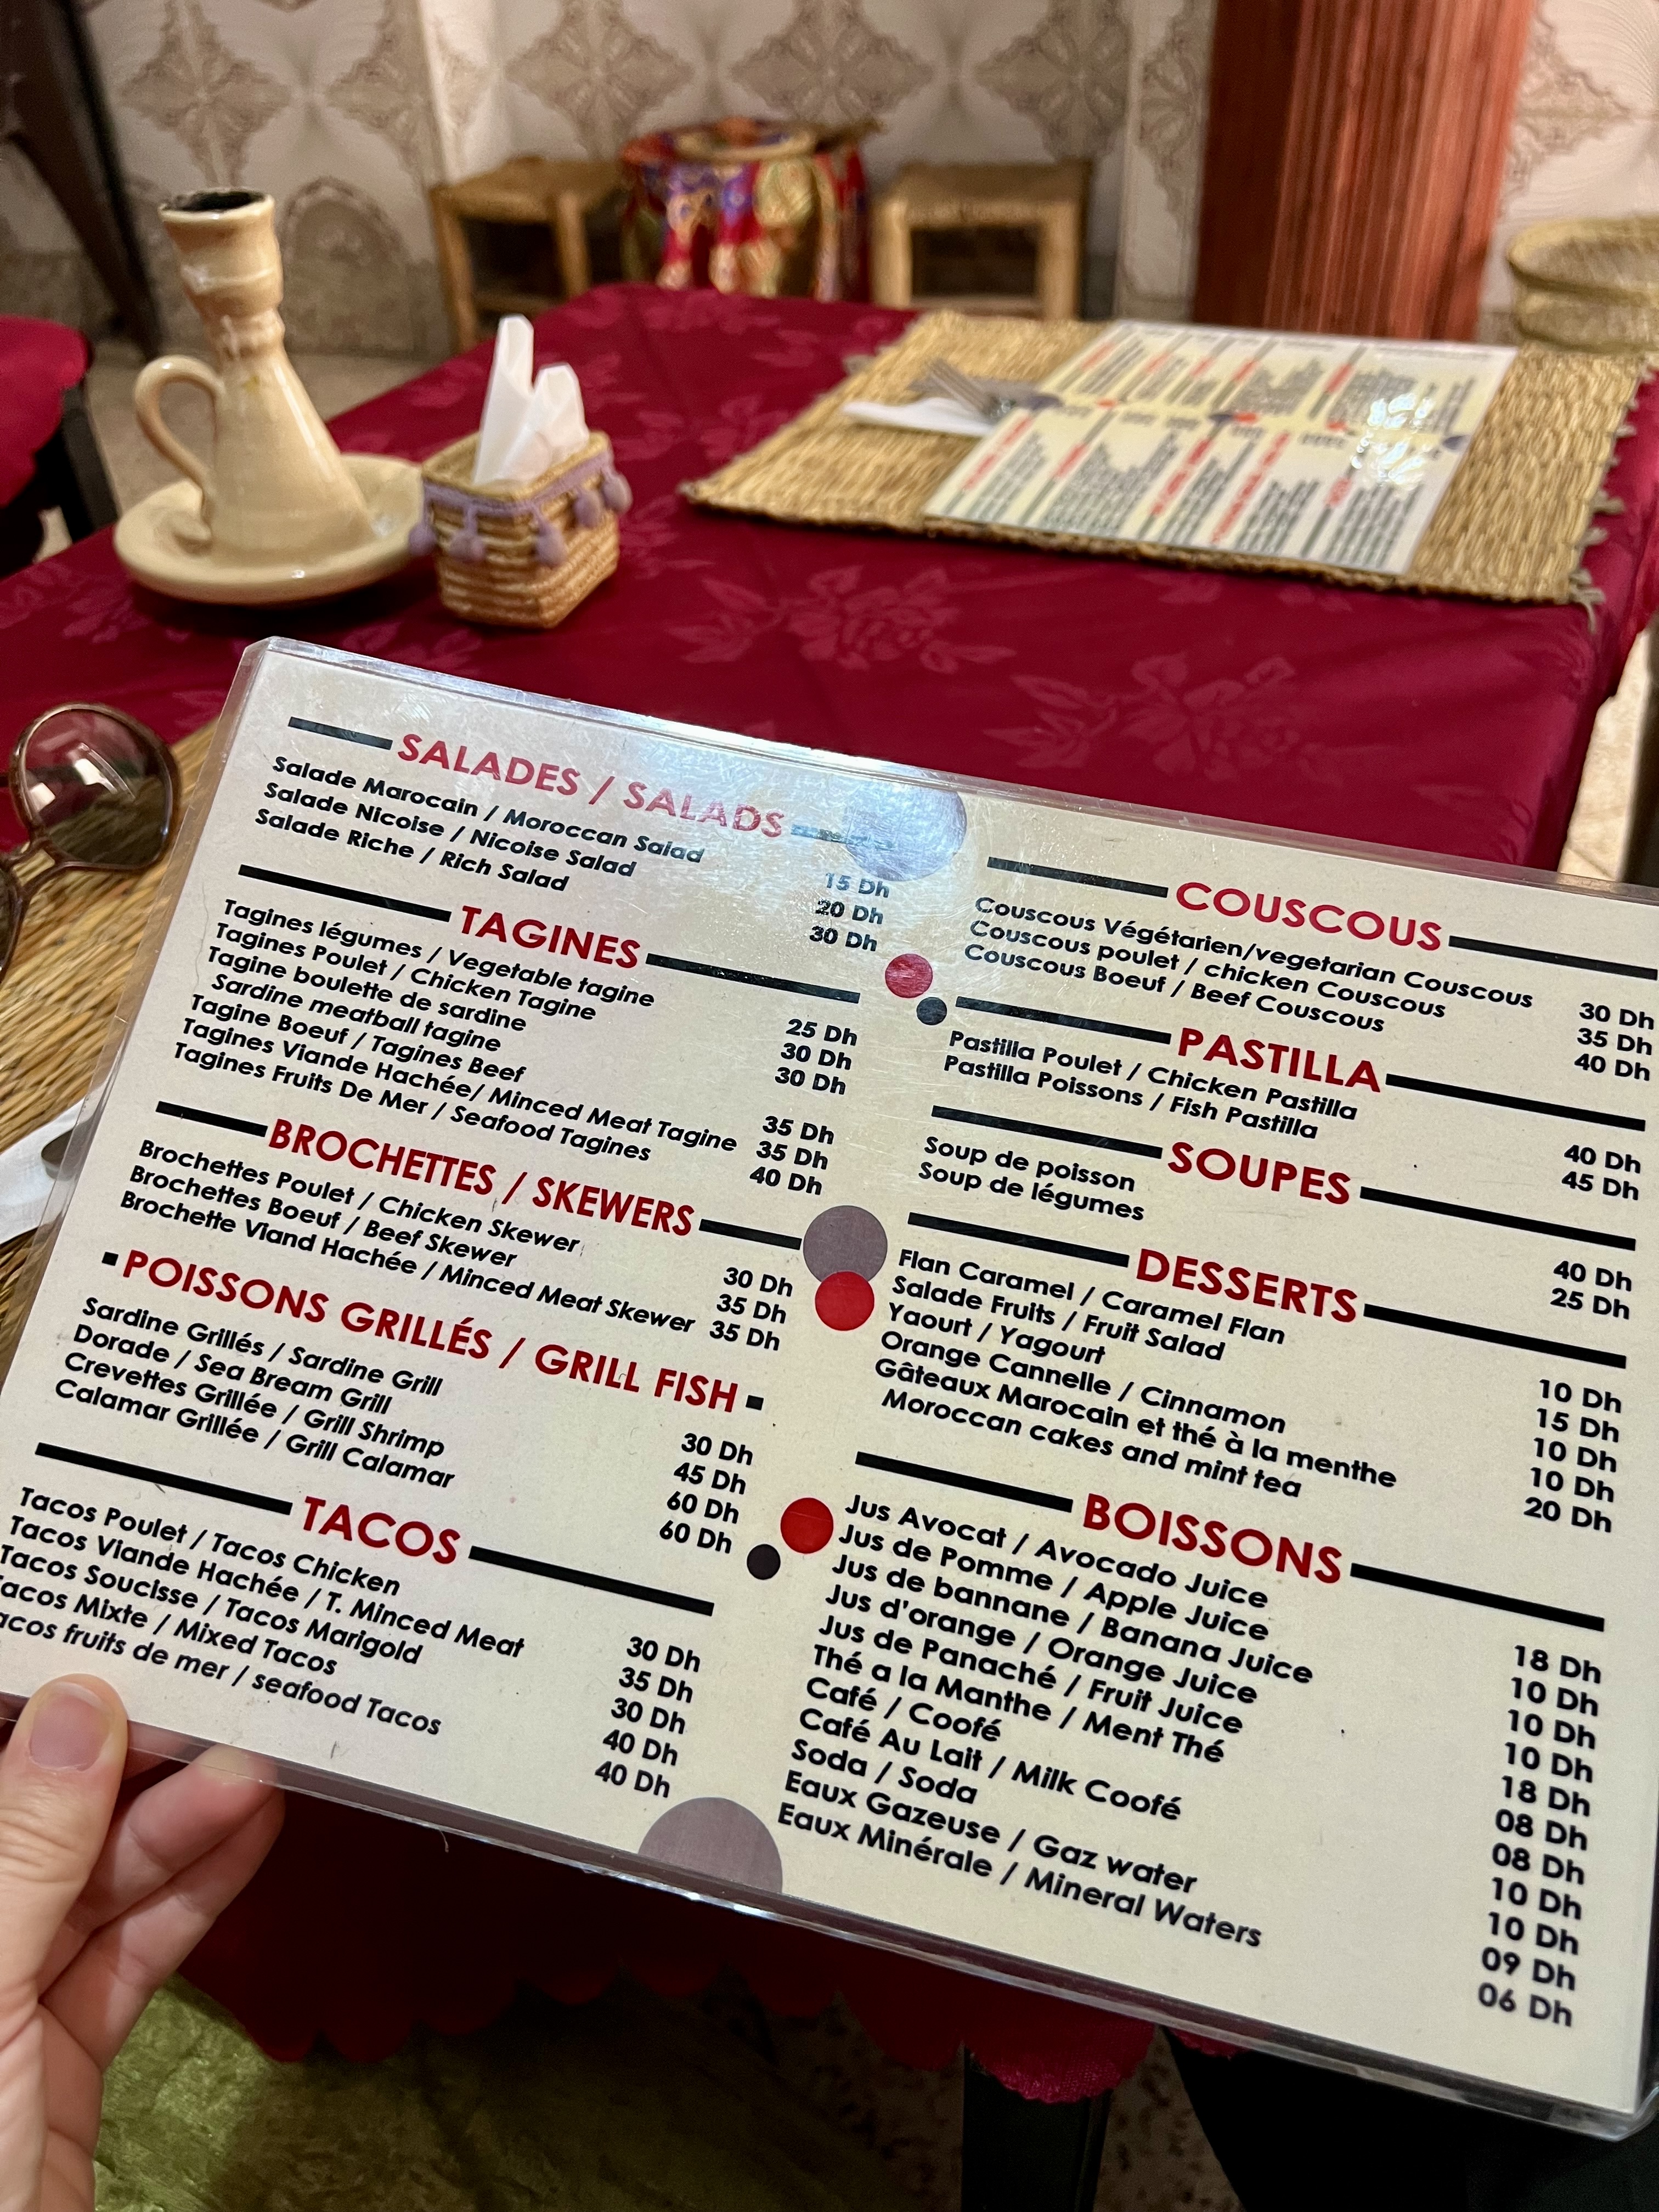 SALADES / SALADS
Salade Marocain / Moroccan Salad 15 Dh
Salade Nicoise / Nicoise Salad 20 Dh
Salade Riche / Rich Salad 30 Dh
TAGINES
Tagines légumes / Vegetable tagine 25 Dh
Tagines Poulet / Chicken Tagine 30 Dh
Tagine boulette de sardine 30 Dh
Sardine meatball tagine
Tagine Boeuf / Tagines Beef 35 Dh
Tagines Viande Hachée/ Minced Meat Tagine 35 Dh
Tagines Fruits De Mer / Seafood Tagines 40 Dh
BROCHETTES / SKEWERS
Brochettes Poulet / Chicken Skewer 30 Dh
Brochettes Boeuf / Beef Skewer 35 Dh
Brochette Viand Hachée / Minced Meat Skewer 35 Dh
POISSONS GRILLÉS / GRILL FISH
Sardine Grillés / Sardine Grill 30 Dh
Dorade / Sea Bream Grill 45 Dh
Crevettes Grillée / Grill Shrimp 60 Dh
Calamar Grillée / Grill Calamar 60 Dh
TACOS
Tacos Poulet / Tacos Chicken 30 Dh
Tacos Viande Hachée / T. Minced Meat 35 Dh
Tacos Soucisse / Tacos Marigold 30 Dh
Tacos Mixte / Mixed Tacos 40 Dh
acos fruits de mer / seafood Tacos 40 Dh
COUSCOUS
Couscous Végétarien/vegetarian Couscous 30 Dh
Couscous poulet / chicken Couscous 35 Dh
Couscous Boeuf / Beef Couscous 40 Dh
PASTILLA
Pastilla Poulet / Chicken Pastilla 40 Dh
Pastilla Poissons / Fish Pastilla 45 Dh
SOUPES
Soup de poisson 40 Dh
Soup de légumes 25 Dh
DESSERTS
Flan Caramel / Caramel Flan 10 Dh
Salade Fruits / Fruit Salad 15 Dh
Yaourt / Yagourt 10 Dh
Orange Cannelle / Cinnamon 10 Dh
Gâteaux Marocain et thé à la menthe 20 Dh
Moroccan cakes and mint tea
BOISSONS
Jus Avocat / Avocado Juice 18 Dh
Jus de Pomme / Apple Juice 10 Dh
Jus de bannane / Banana Juice 10 Dh
Jus d'orange / Orange Juice 10 Dh
Jus de Panaché / Fruit Juice 18 Dh
Thé a la Manthe / Ment Thé 08 Dh
Café / Coofé 08 Dh
Café Au Lait / Milk Coofé 10 Dh
Soda / Soda 10 Dh
Eaux Gazeuse / Gaz water 09 Dh
Eaux Minérale / Mineral Waters 06 Dh